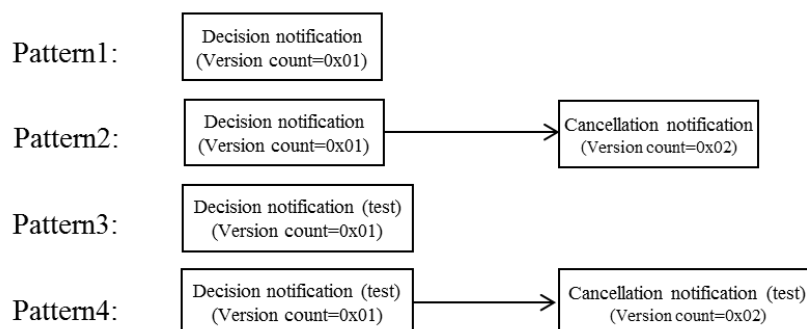 Pattern1:
Decision notification
(Version count=0x01)
Pattern2:
Decision notification
(Version count=0x01)
Cancellation notification
(Version count=0x02)
Pattern3:
Decision notification (test)
(Version count=0x01)
Pattern4:
Decision notification (test)
(Version count=0x01)
Cancellation notification (test)
(Version count=0x02)